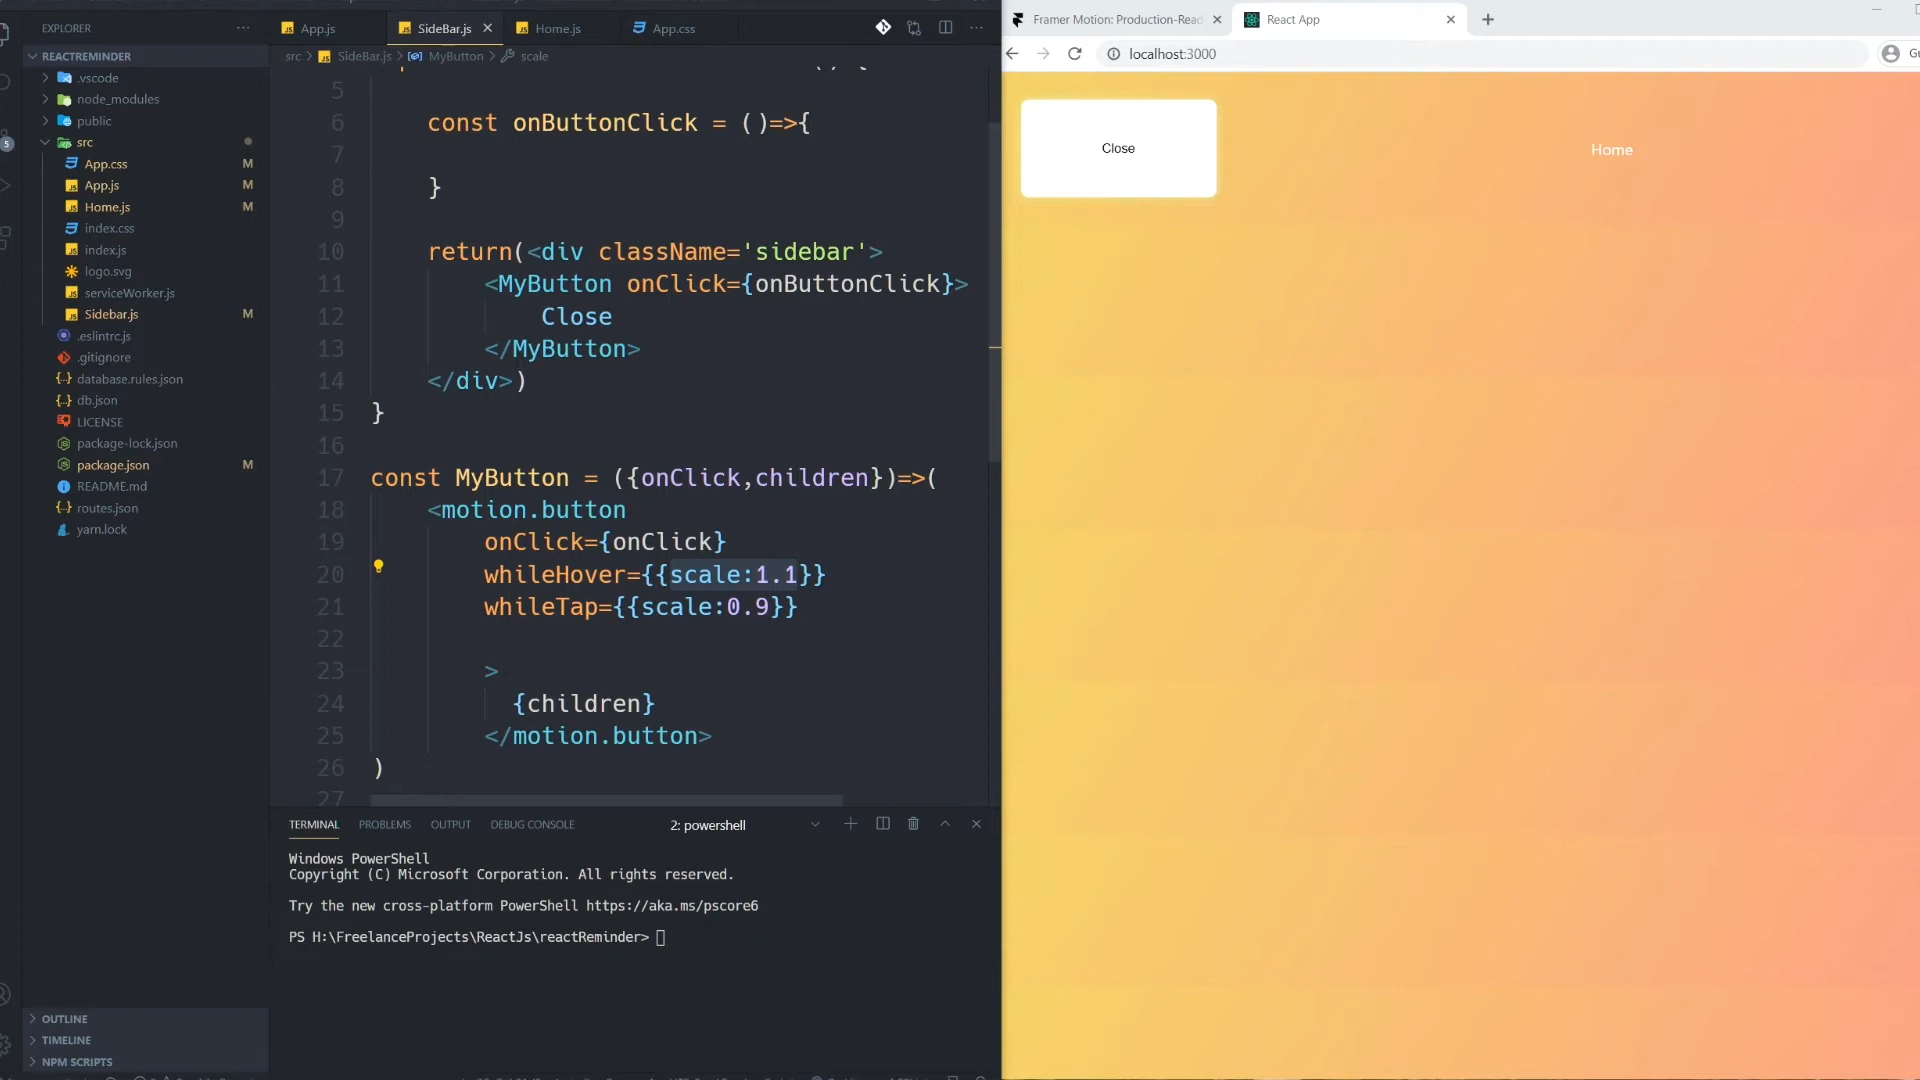 EXPLORER
REACTREMINDER
.vscode
node_modules
public
src
App.css M
App.js M
Home.js M
index.css
index.js
logo.svg
serviceWorker.js
Sidebar.js M
.eslintrc.js
.gitignore
database.rules.json
db.json
LICENSE
package-lock.json
package.json M
README.md
routes.json
yarn.lock
OUTLINE
TIMELINE
NPM SCRIPTS
5
App.js SideBar.js Home.js App.css
src > SideBar.js > MyButton > scale
5
6 const onButtonClick = ()=>{
7
8 }
9
10 return(<div className='sidebar'>
11 <MyButton onClick={onButtonClick}>
12 Close
13 </MyButton>
14 </div>)
15 }
16
17 const MyButton = ({onClick,children})=>(
18 <motion.button
19 onClick={onClick}
20 whileHover={{scale:1.1}}
21 whileTap={{scale:0.9}}
22
23 >
24 {children}
25 </motion.button>
26 )
27
TERMINAL PROBLEMS OUTPUT DEBUG CONSOLE 2: powershell
Windows PowerShell
Copyright (C) Microsoft Corporation. All rights reserved.
Try the new cross-platform PowerShell https://aka.ms/pscore6
PS H:\FreelanceProjects\ReactJs\reactReminder>
Framer Motion: Production-Read React App
localhost:3000
Close
Home